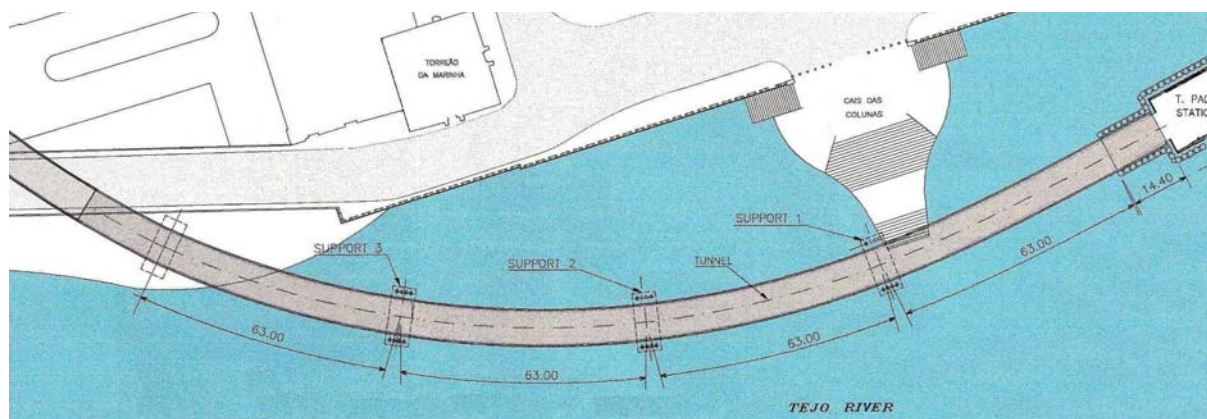 TORREÃO
DA MARINHA
CAIS DAS
COLUNAS
T. PAÇ
STATIO
14.40
SUPPORT 1
SUPPORT 3
SUPPORT 2
TUNNEL
63.00
63.00
63.00
63.00
TEJO RIVER